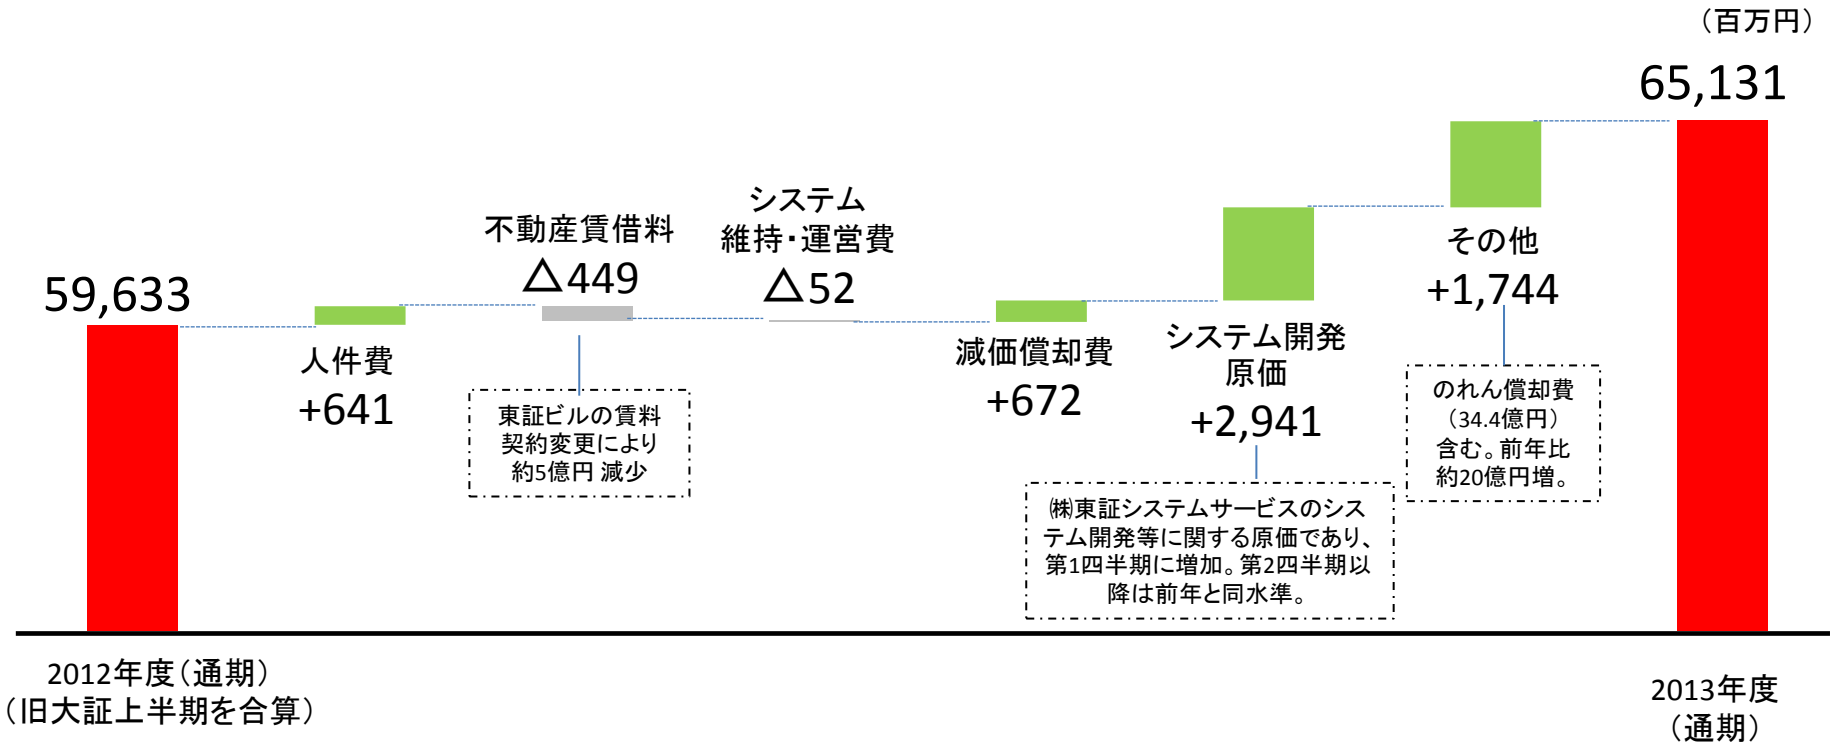 （百万円）
59,633
人件費
+641
不動産賃借料
△449
東証ビルの賃料
契約変更により
約5億円 減少
システム
維持・運営費
△52
減価償却費
+672
システム開発
原価
+2,941
㈱東証システムサービスのシス
テム開発等に関する原価であり、
第1四半期に増加。第2四半期以
降は前年と同水準。
その他
+1,744
のれん償却費
（34.4億円）
含む。前年比
約20億円増。
65,131
2012年度（通期）
（旧大証上半期を合算）
2013年度
（通期）